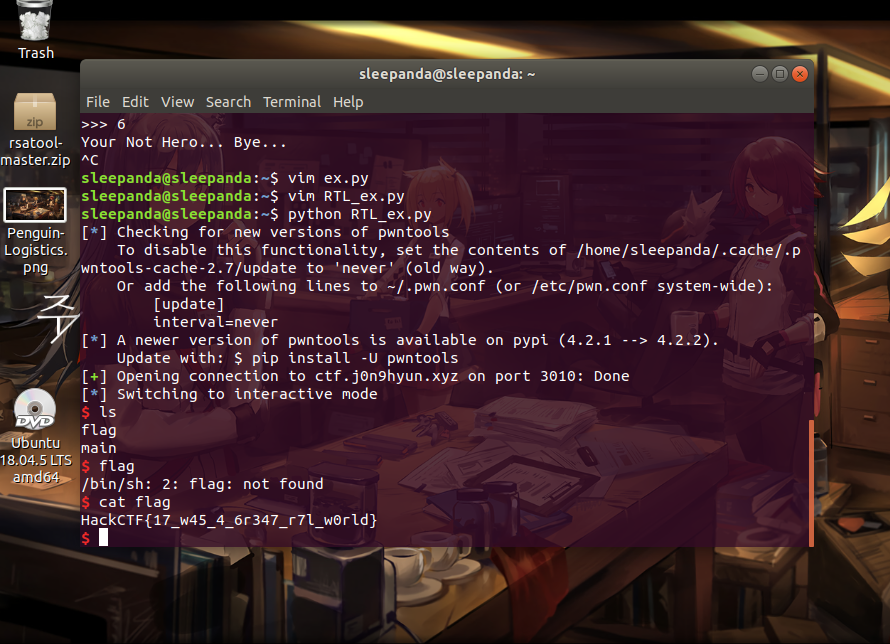 Trash
rsatool-
master.zip
Penguin-
Logistics.
png
Ubuntu
18.04.5 LTS
amd64
zip
DVD
주
sleepanda@sleepanda: ~
File Edit View Search Terminal Help
>>> 6
Your Not Hero... Bye...
^C
sleepanda@sleepanda:~$ vim ex.py
sleepanda@sleepanda:~$ vim RTL_ex.py
sleepanda@sleepanda:~$ python RTL_ex.py
[*] Checking for new versions of pwntools
    To disable this functionality, set the contents of /home/sleepanda/.cache/.p
wntools-cache-2.7/update to 'never' (old way).
    Or add the following lines to ~/.pwn.conf (or /etc/pwn.conf system-wide):
        [update]
        interval=never
[*] A newer version of pwntools is available on pypi (4.2.1 --> 4.2.2).
    Update with: $ pip install -U pwntools
[+] Opening connection to ctf.j0n9hyun.xyz on port 3010: Done
[*] Switching to interactive mode
$ ls
flag
main
$ flag
/bin/sh: 2: flag: not found
$ cat flag
HackCTF{17_w45_4_6r347_r7l_w0rld}
$